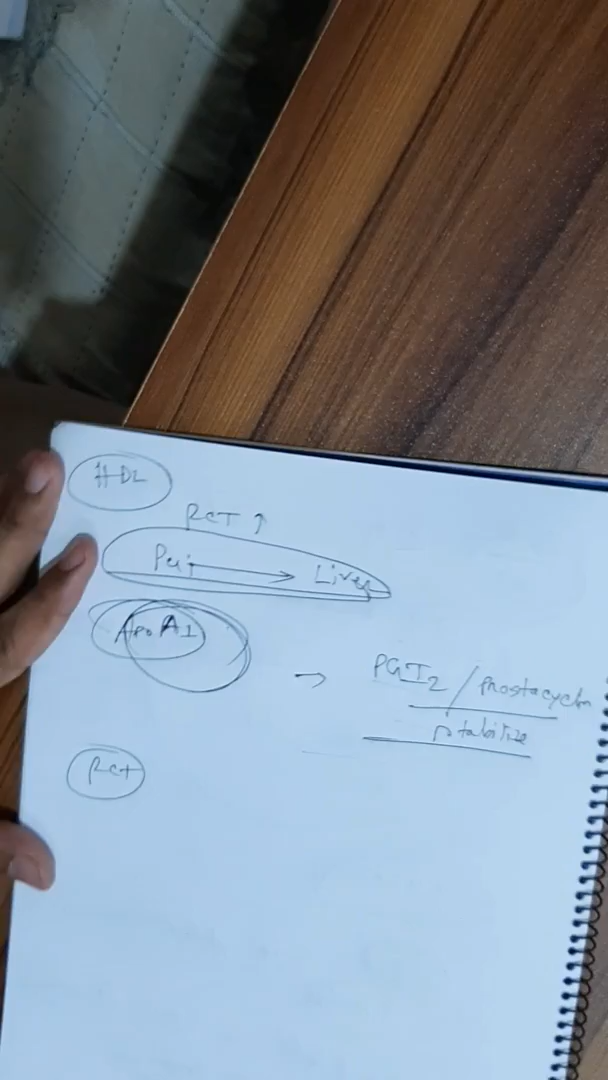 HDL
RCT ↑
Peri → Liver
Apo A1
→ PGI2 / Prostacyclin
stabilize
RCT